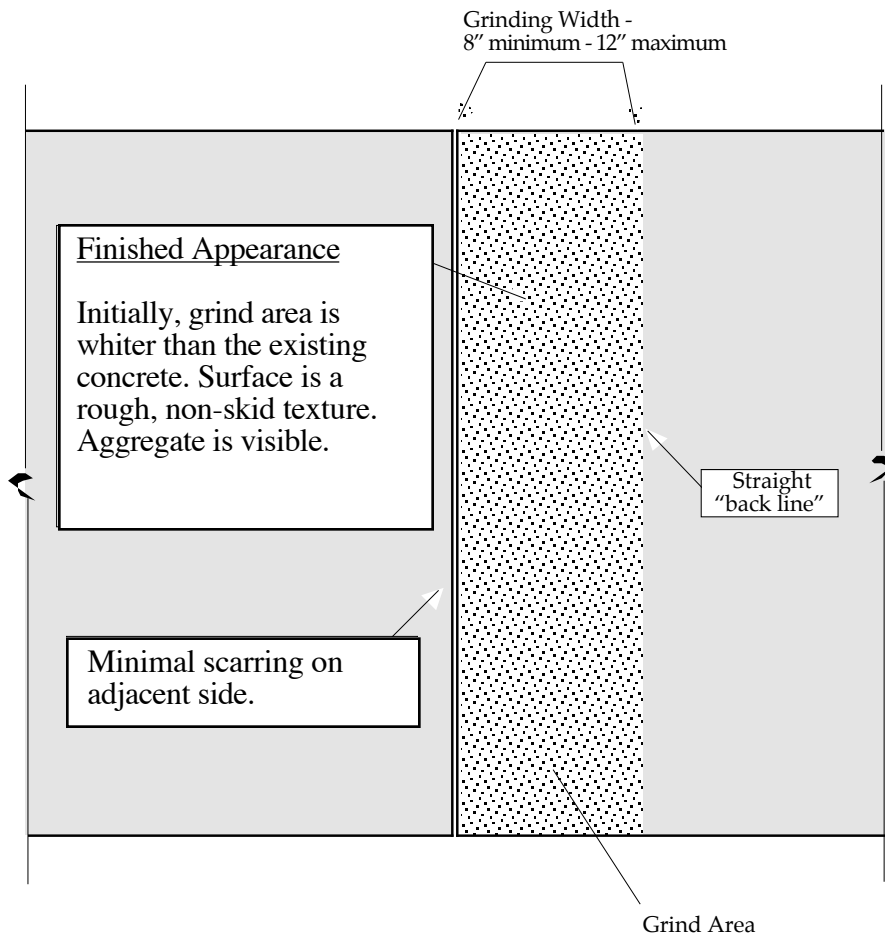 Grinding Width -
8” minimum - 12” maximum
Finished Appearance
Initially, grind area is
whiter than the existing
concrete. Surface is a
rough, non-skid texture.
Aggregate is visible.
Straight
“back line”
Minimal scarring on
adjacent side.
Grind Area